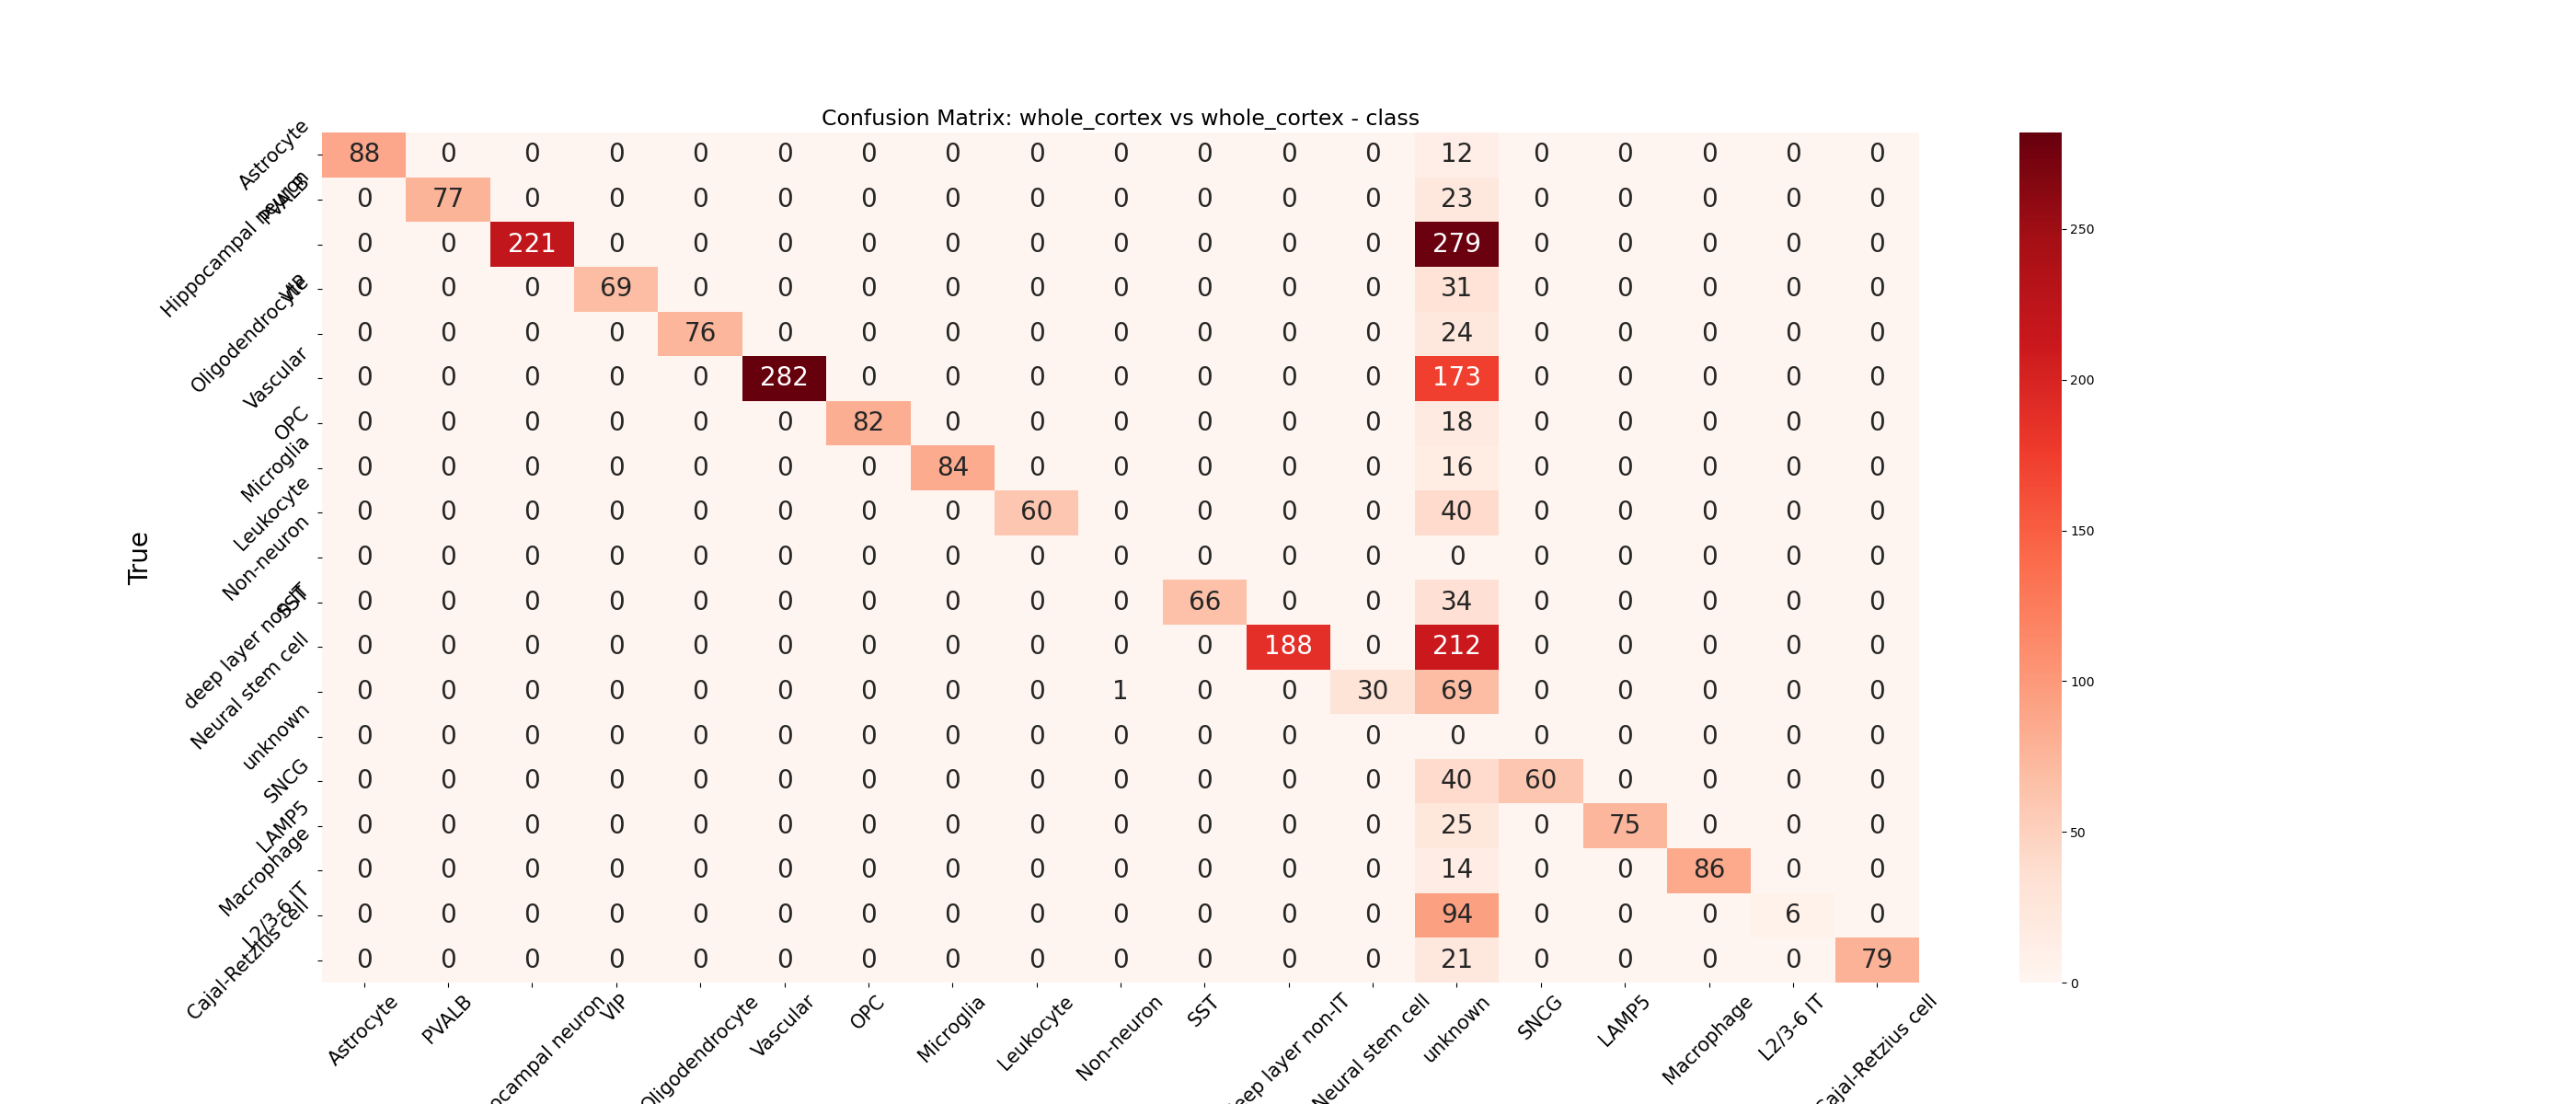 Confusion Matrix: whole_cortex vs whole_cortex - class
True
Astrocyte 88 0 0 0 0 0 0 0 0 0 0 0 0 12 0 0 0 0 0
PVALB 0 77 0 0 0 0 0 0 0 0 0 0 0 23 0 0 0 0 0
Hippocampal neuron 0 0 221 0 0 0 0 0 0 0 0 0 0 279 0 0 0 0 0
VIP 0 0 0 69 0 0 0 0 0 0 0 0 0 31 0 0 0 0 0
Oligodendrocyte 0 0 0 0 76 0 0 0 0 0 0 0 0 24 0 0 0 0 0
Vascular 0 0 0 0 0 282 0 0 0 0 0 0 0 173 0 0 0 0 0
OPC 0 0 0 0 0 0 82 0 0 0 0 0 0 18 0 0 0 0 0
Microglia 0 0 0 0 0 0 0 84 0 0 0 0 0 16 0 0 0 0 0
Leukocyte 0 0 0 0 0 0 0 0 60 0 0 0 0 40 0 0 0 0 0
Non-neuron 0 0 0 0 0 0 0 0 0 0 0 0 0 0 0 0 0 0 0
SST 0 0 0 0 0 0 0 0 0 0 66 0 0 34 0 0 0 0 0
deep layer non-IT 0 0 0 0 0 0 0 0 0 0 0 188 0 212 0 0 0 0 0
Neural stem cell 0 0 0 0 0 0 0 0 0 1 0 0 30 69 0 0 0 0 0
unknown 0 0 0 0 0 0 0 0 0 0 0 0 0 0 0 0 0 0 0
SNCG 0 0 0 0 0 0 0 0 0 0 0 0 0 40 60 0 0 0 0
LAMP5 0 0 0 0 0 0 0 0 0 0 0 0 0 25 0 75 0 0 0
Macrophage 0 0 0 0 0 0 0 0 0 0 0 0 0 14 0 0 86 0 0
L2/3-6 IT 0 0 0 0 0 0 0 0 0 0 0 0 0 94 0 0 0 6 0
Cajal-Retzius cell 0 0 0 0 0 0 0 0 0 0 0 0 0 21 0 0 0 0 79
Astrocyte PVALB neuron VIP Oligodendrocyte Vascular OPC Microglia Leukocyte Non-neuron SST layer non-IT Neural stem cell unknown SNCG LAMP5 Macrophage L2/3-6 IT Cajal-Retzius cell
250
200
150
100
50
0